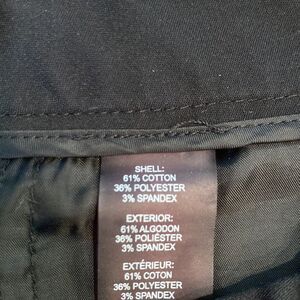 SHELL:
61% COTTON
36% POLYESTER
3% SPANDEX
EXTERIOR:
61% ALGODON
36% POLIÉSTER
3% SPANDEX
EXTÉRIEUR:
61% COTON
36% POLYESTER
3% SPANDEX